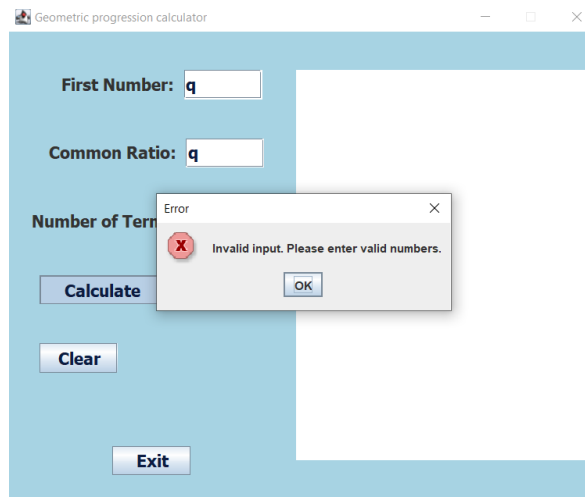 Geometric progression calculator
First Number: q
Common Ratio: q
Number of
Error
Invalid input. Please enter valid numbers.
OK
Calculate
Clear
Exit